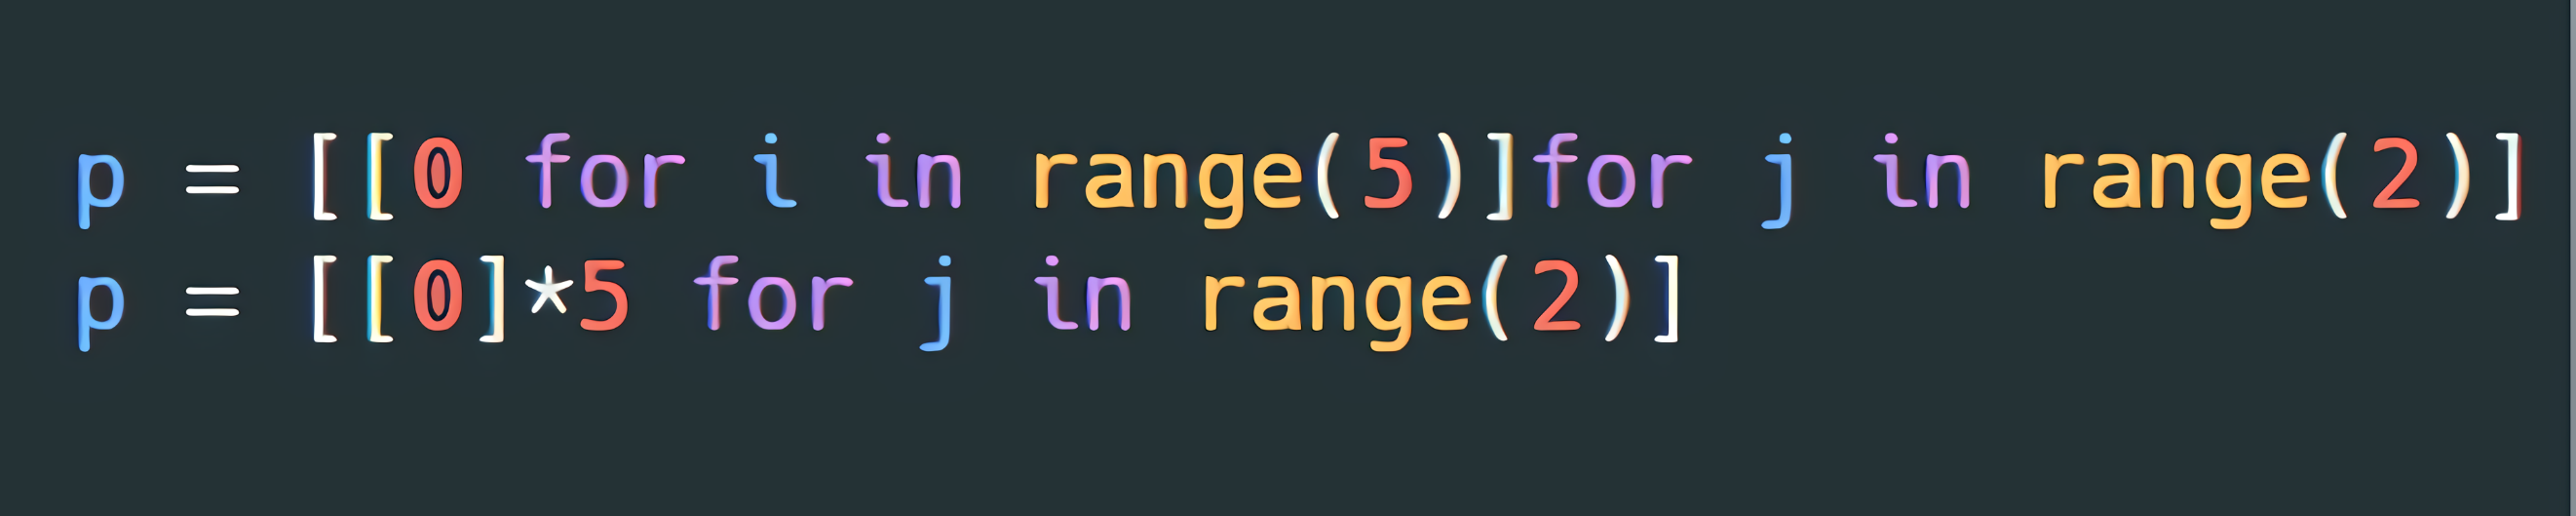 p = [[0 for i in range(5)]for j in range(2)]
p = [[0]*5 for j in range(2)]